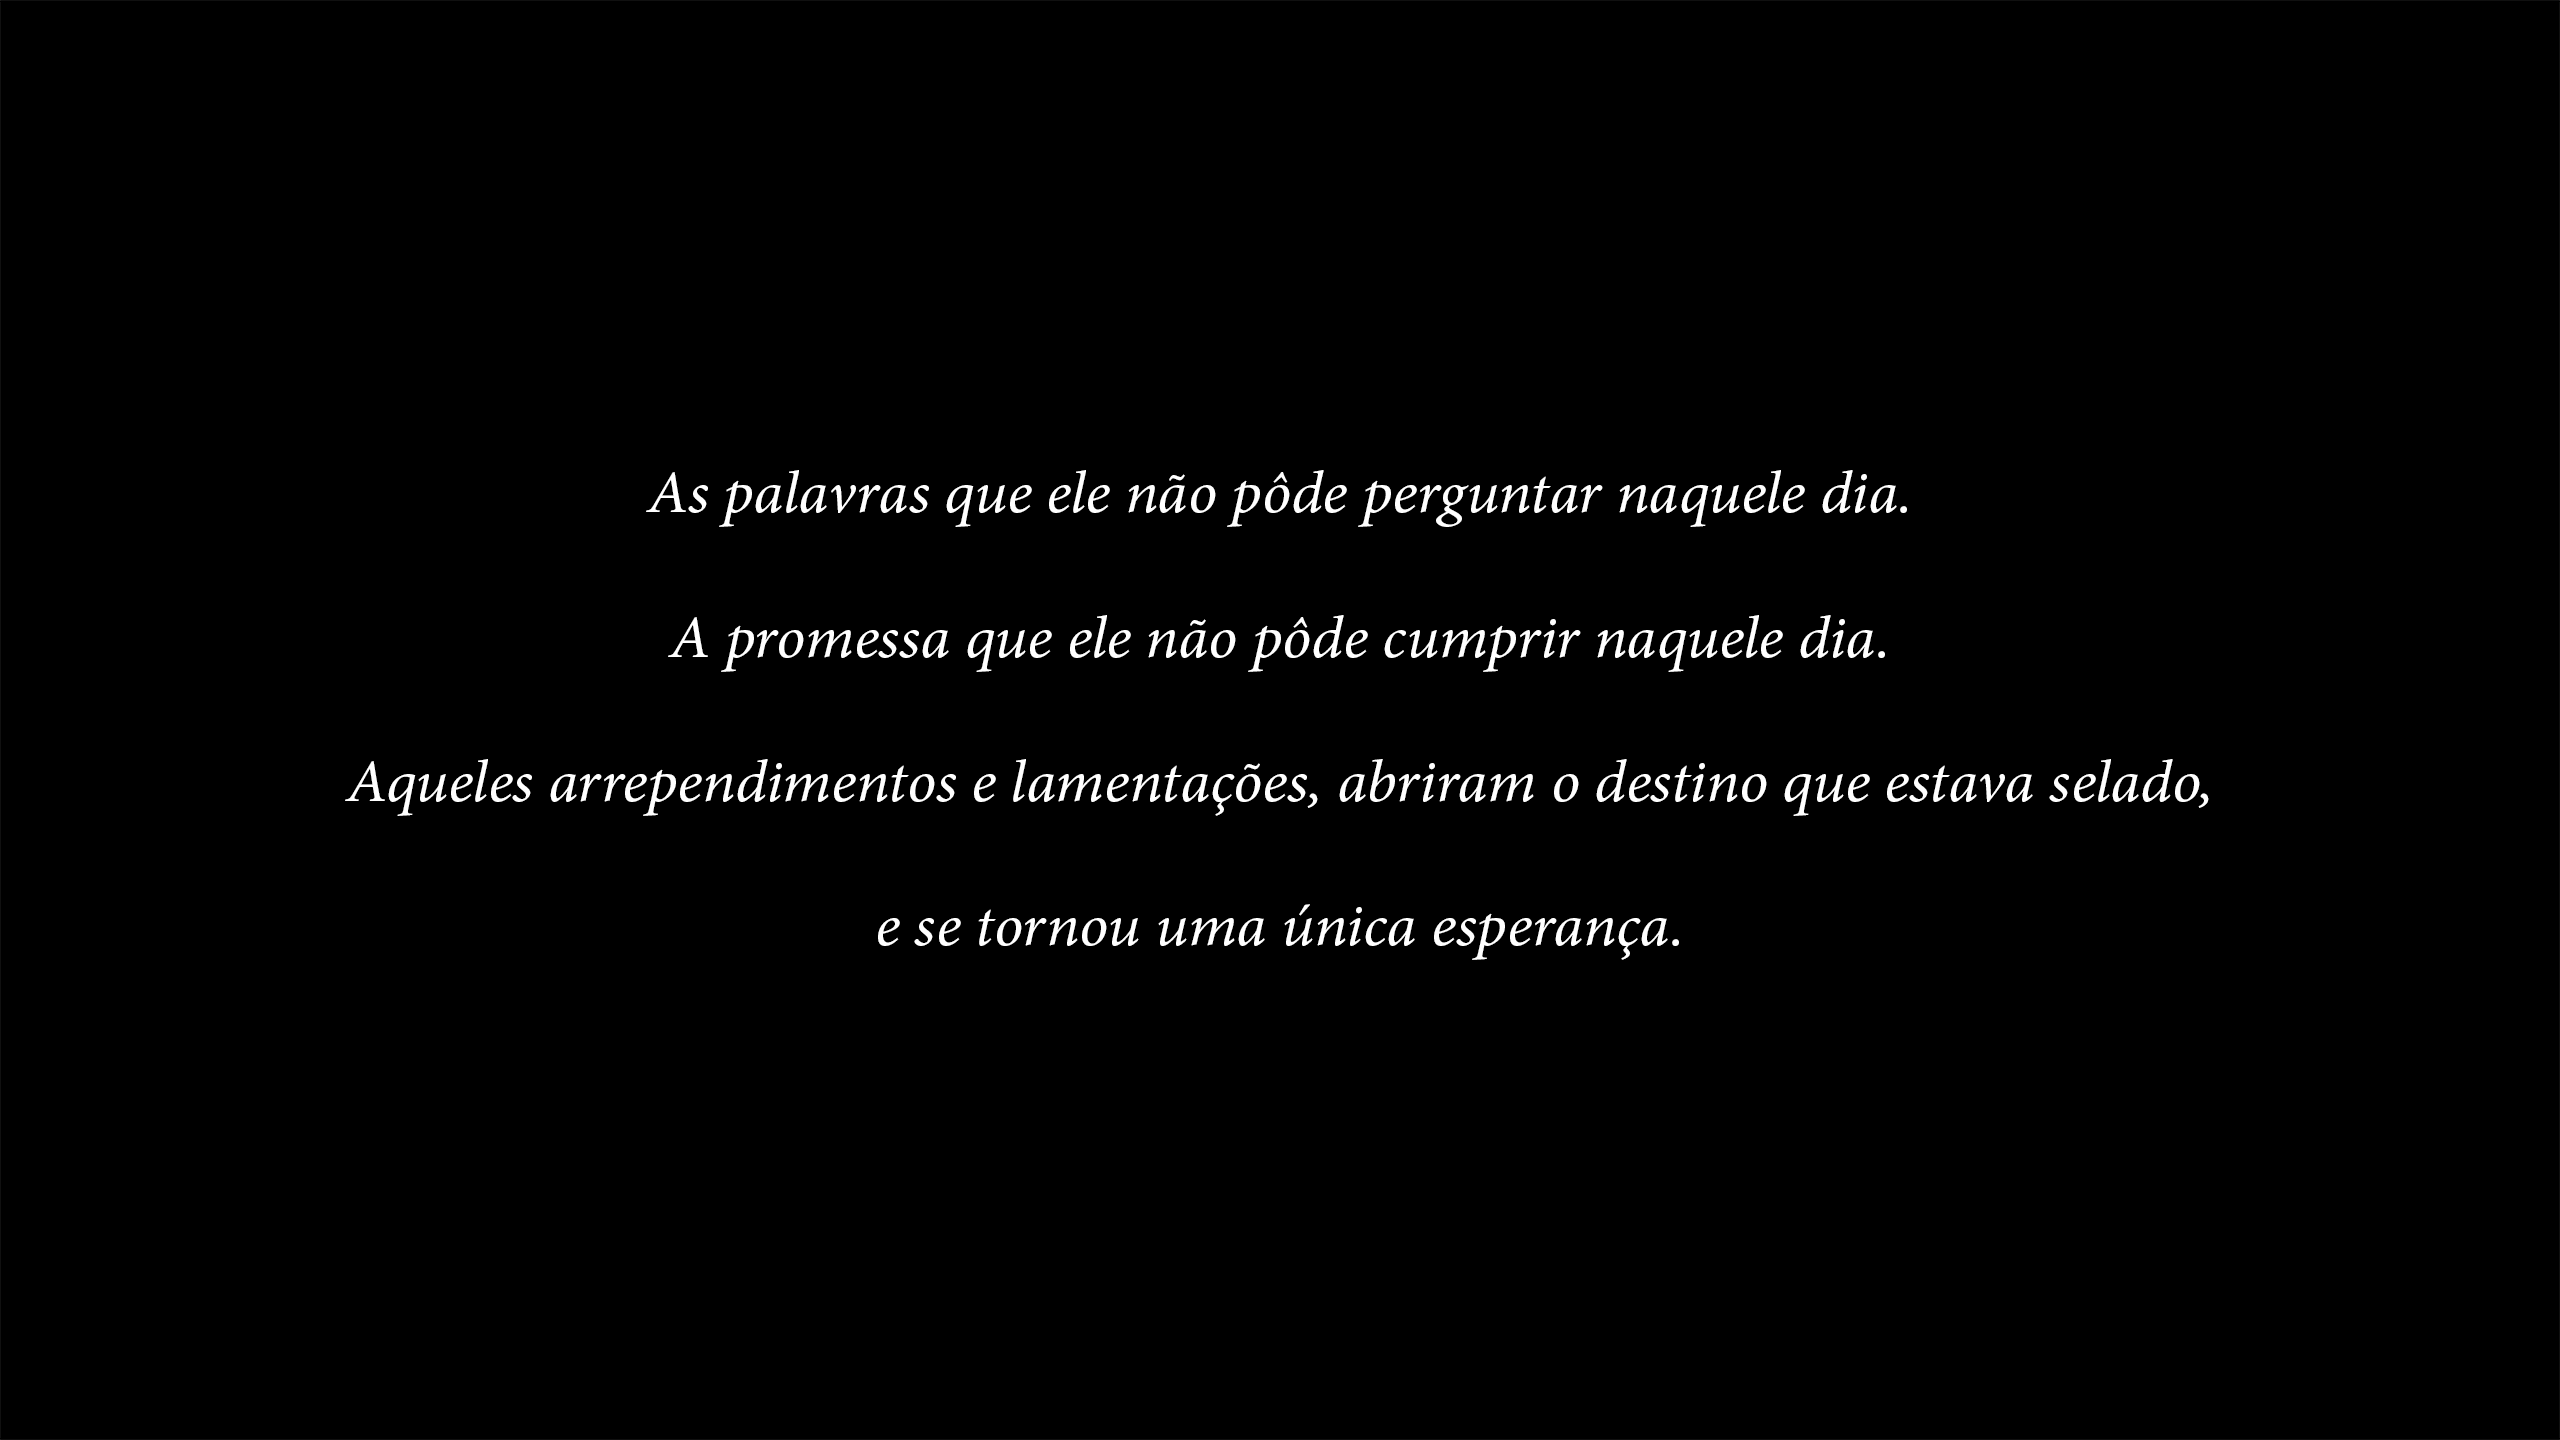 As palavras que ele não pôde perguntar naquele dia.
A promessa que ele não pôde cumprir naquele dia.
Aqueles arrependimentos e lamentações, abriram o destino que estava selado,
e se tornou uma única esperança.